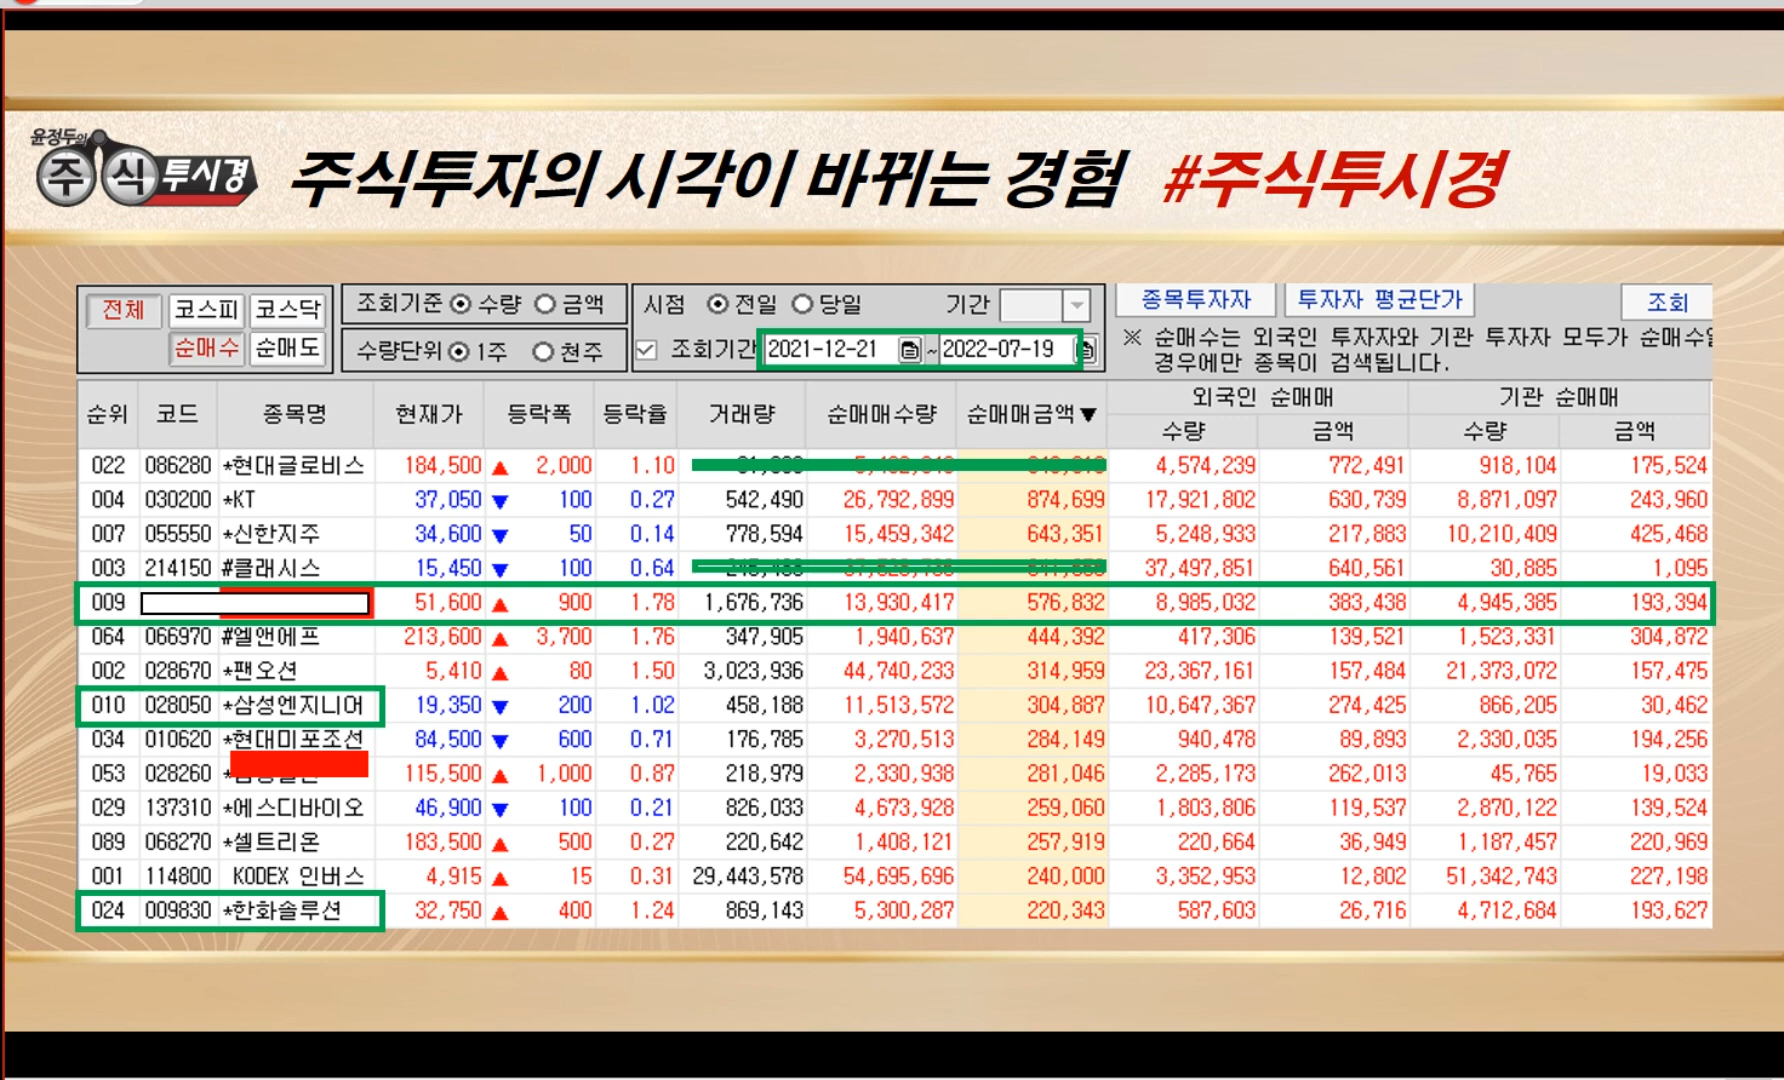 윤정두의
주식투시경
주식투자의 시각이 바뀌는 경험 #주식투시경
전체 코스피 코스닥 조회기준 수량 금액 시점 전일 당일 기간 종목투자자 투자자 평균단가 조회
순매수 순매도 수량단위 1주 천주 조회기간 2021-12-21 ~ 2022-07-19
※ 순매수는 외국인 투자자와 기관 투자자 모두가
경우에만 종목이 검색됩니다.
순위 코드 종목명 현재가 등락폭 등락율 거래량 순매매수량 순매매금액▼ 외국인 순매매 기관 순매매
수량 금액 수량 금액
022 086280 *현대글로비스 184,500 ▲ 2,000 1.10 4,574,239 772,491 918,104 175,524
004 030200 *KT 37,050 ▼ 100 0.27 542,490 26,792,899 874,699 17,921,802 630,739 8,871,097 243,960
007 055550 *신한지주 34,600 ▼ 50 0.14 778,594 15,459,342 643,351 5,248,933 217,883 10,210,409 425,468
003 214150 #클래시스 15,450 ▼ 100 0.64 37,497,851 640,561 30,885 1,095
009 51,600 ▲ 900 1.78 1,676,736 13,930,417 576,832 8,985,032 383,438 4,945,385 193,394
064 066970 #엘앤에프 213,600 ▲ 3,700 1.76 347,905 1,940,637 444,392 417,306 139,521 1,523,331 304,872
002 028670 *팬오션 5,410 ▲ 80 1.50 3,023,936 44,740,233 314,959 23,367,161 157,484 21,373,072 157,475
010 028050 *삼성엔지니어 19,350 ▼ 200 1.02 458,188 11,513,572 304,887 10,647,367 274,425 866,205 30,462
034 010620 *현대미포조선 84,500 ▼ 600 0.71 176,785 3,270,513 284,149 940,478 89,893 2,330,035 194,256
053 028260 115,500 ▲ 1,000 0.87 218,979 2,330,938 281,046 2,285,173 262,013 45,765 19,033
029 137310 *에스디바이오 46,900 ▼ 100 0.21 826,033 4,673,928 259,060 1,803,806 119,537 2,870,122 139,524
089 068270 *셀트리온 183,500 ▲ 500 0.27 220,642 1,408,121 257,919 220,664 36,949 1,187,457 220,969
001 114800 KODEX 인버스 4,915 ▲ 15 0.31 29,443,578 54,695,696 240,000 3,352,953 12,802 51,342,743 227,198
024 009830 *한화솔루션 32,750 ▲ 400 1.24 869,143 5,300,287 220,343 587,603 26,716 4,712,684 193,627